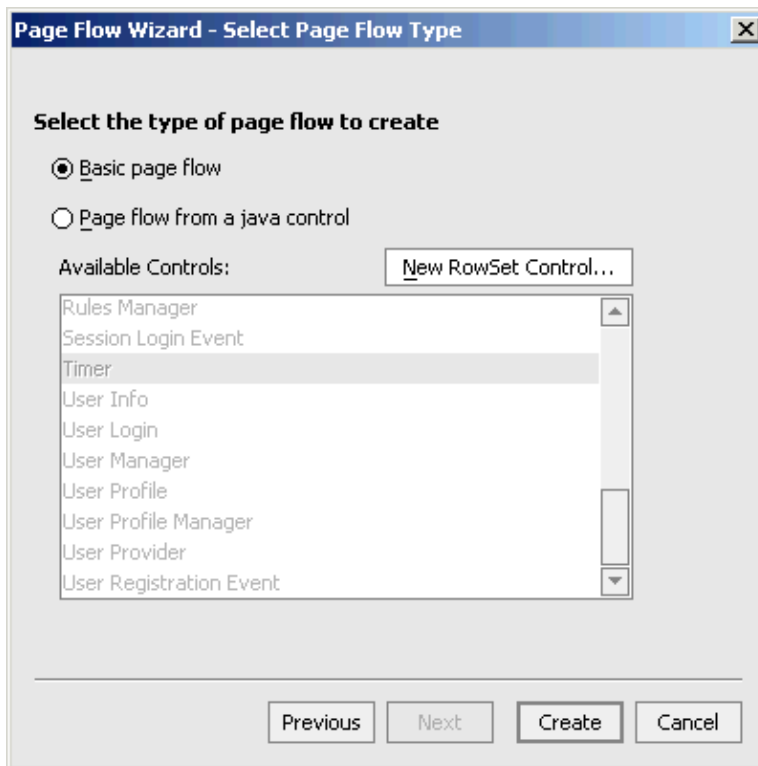 Page Flow Wizard - Select Page Flow Type
Select the type of page flow to create
Basic page flow
Page flow from a java control
Available Controls:
New RowSet Control...
Rules Manager
Session Login Event
Timer
User Info
User Login
User Manager
User Profile
User Profile Manager
User Provider
User Registration Event
Previous
Next
Create
Cancel